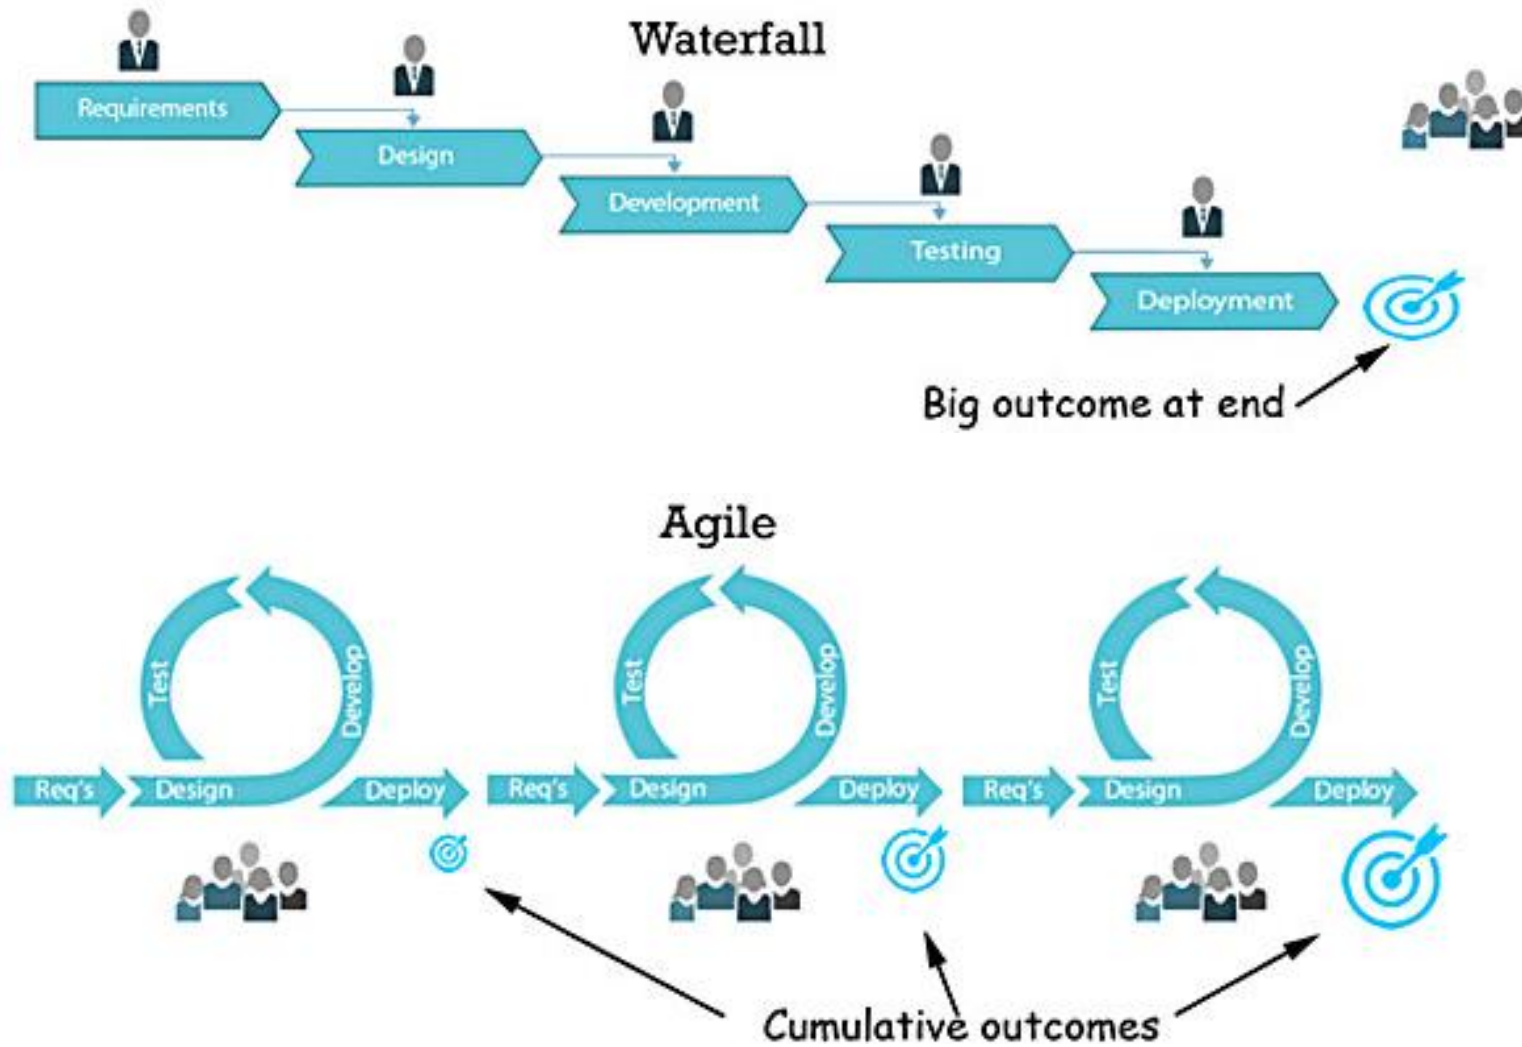 Waterfall
Requirements
Design
Development
Testing
Deployment
Big outcome at end
Agile
Test
Develop
Req's
Design
Deploy
Test
Develop
Req's
Design
Deploy
Test
Develop
Req's
Design
Deploy
Cumulative outcomes